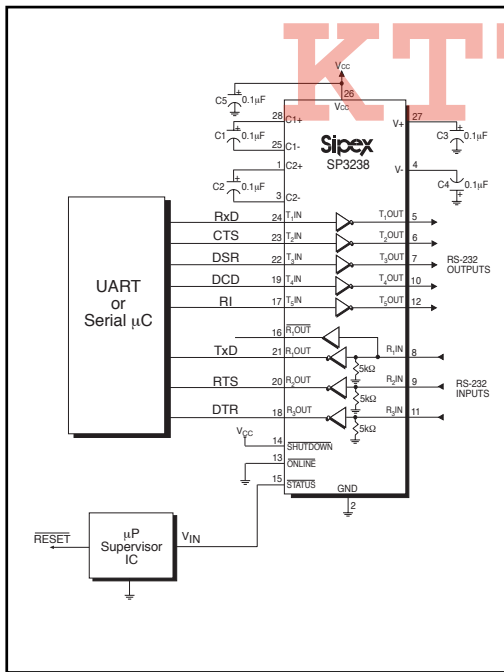 KT
VCC
26
VCC
C5 + 0.1µF
28 C1+
C1 + 0.1µF
25 C1-
1 C2+
C2 + 0.1µF
3 C2-
Sipex
SP3238
V+ 27
C3 + 0.1µF
V- 4
C4 0.1µF +
UART
or
Serial µC
RxD 24 T1IN T1OUT 5
CTS 23 T2IN T2OUT 6
DSR 22 T3IN T3OUT 7
DCD 19 T4IN T4OUT 10
RI 17 T5IN T5OUT 12
RS-232
OUTPUTS
16 R1OUT
TxD 21 R1OUT R1IN 8
5kΩ
RTS 20 R2OUT R2IN 9
5kΩ
DTR 18 R3OUT R3IN 11
5kΩ
RS-232
INPUTS
VCC
14 SHUTDOWN
13 ONLINE
15 STATUS
GND
2
RESET
µP
Supervisor
IC
VIN